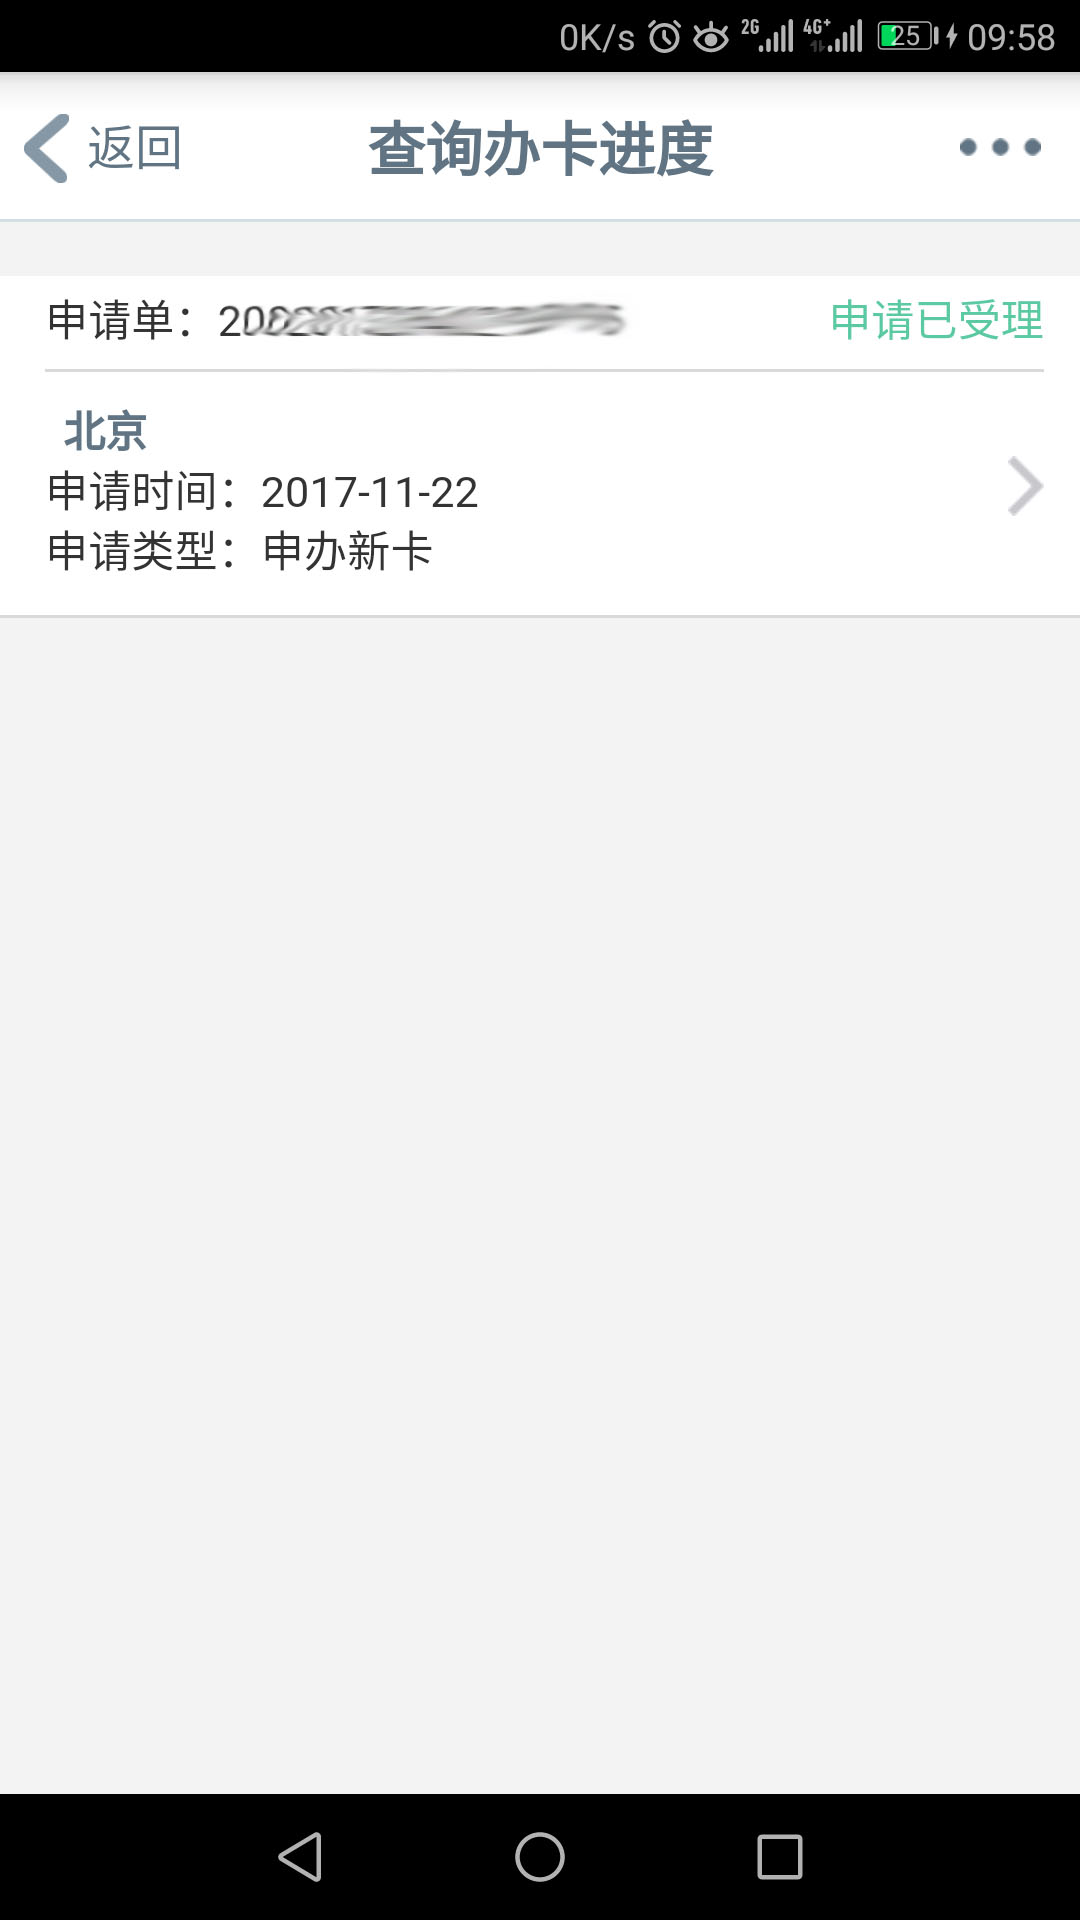 0K/s 2G 4G+ 25 09:58
返回 查询办卡进度
申请单： 申请已受理
北京
申请时间：2017-11-22
申请类型：申办新卡